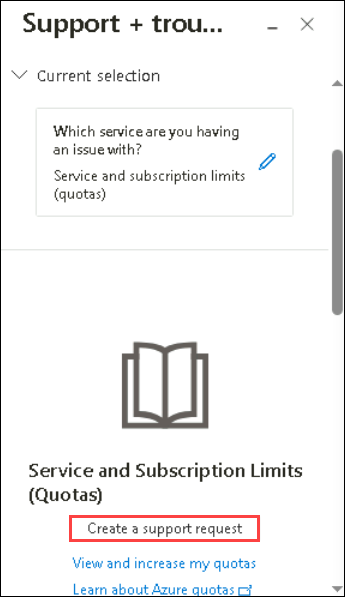 Support + trou...
Current selection
Which service are you having
an issue with?
Service and subscription limits
(quotas)
Service and Subscription Limits
(Quotas)
Create a support request
View and increase my quotas
Learn about Azure quotas